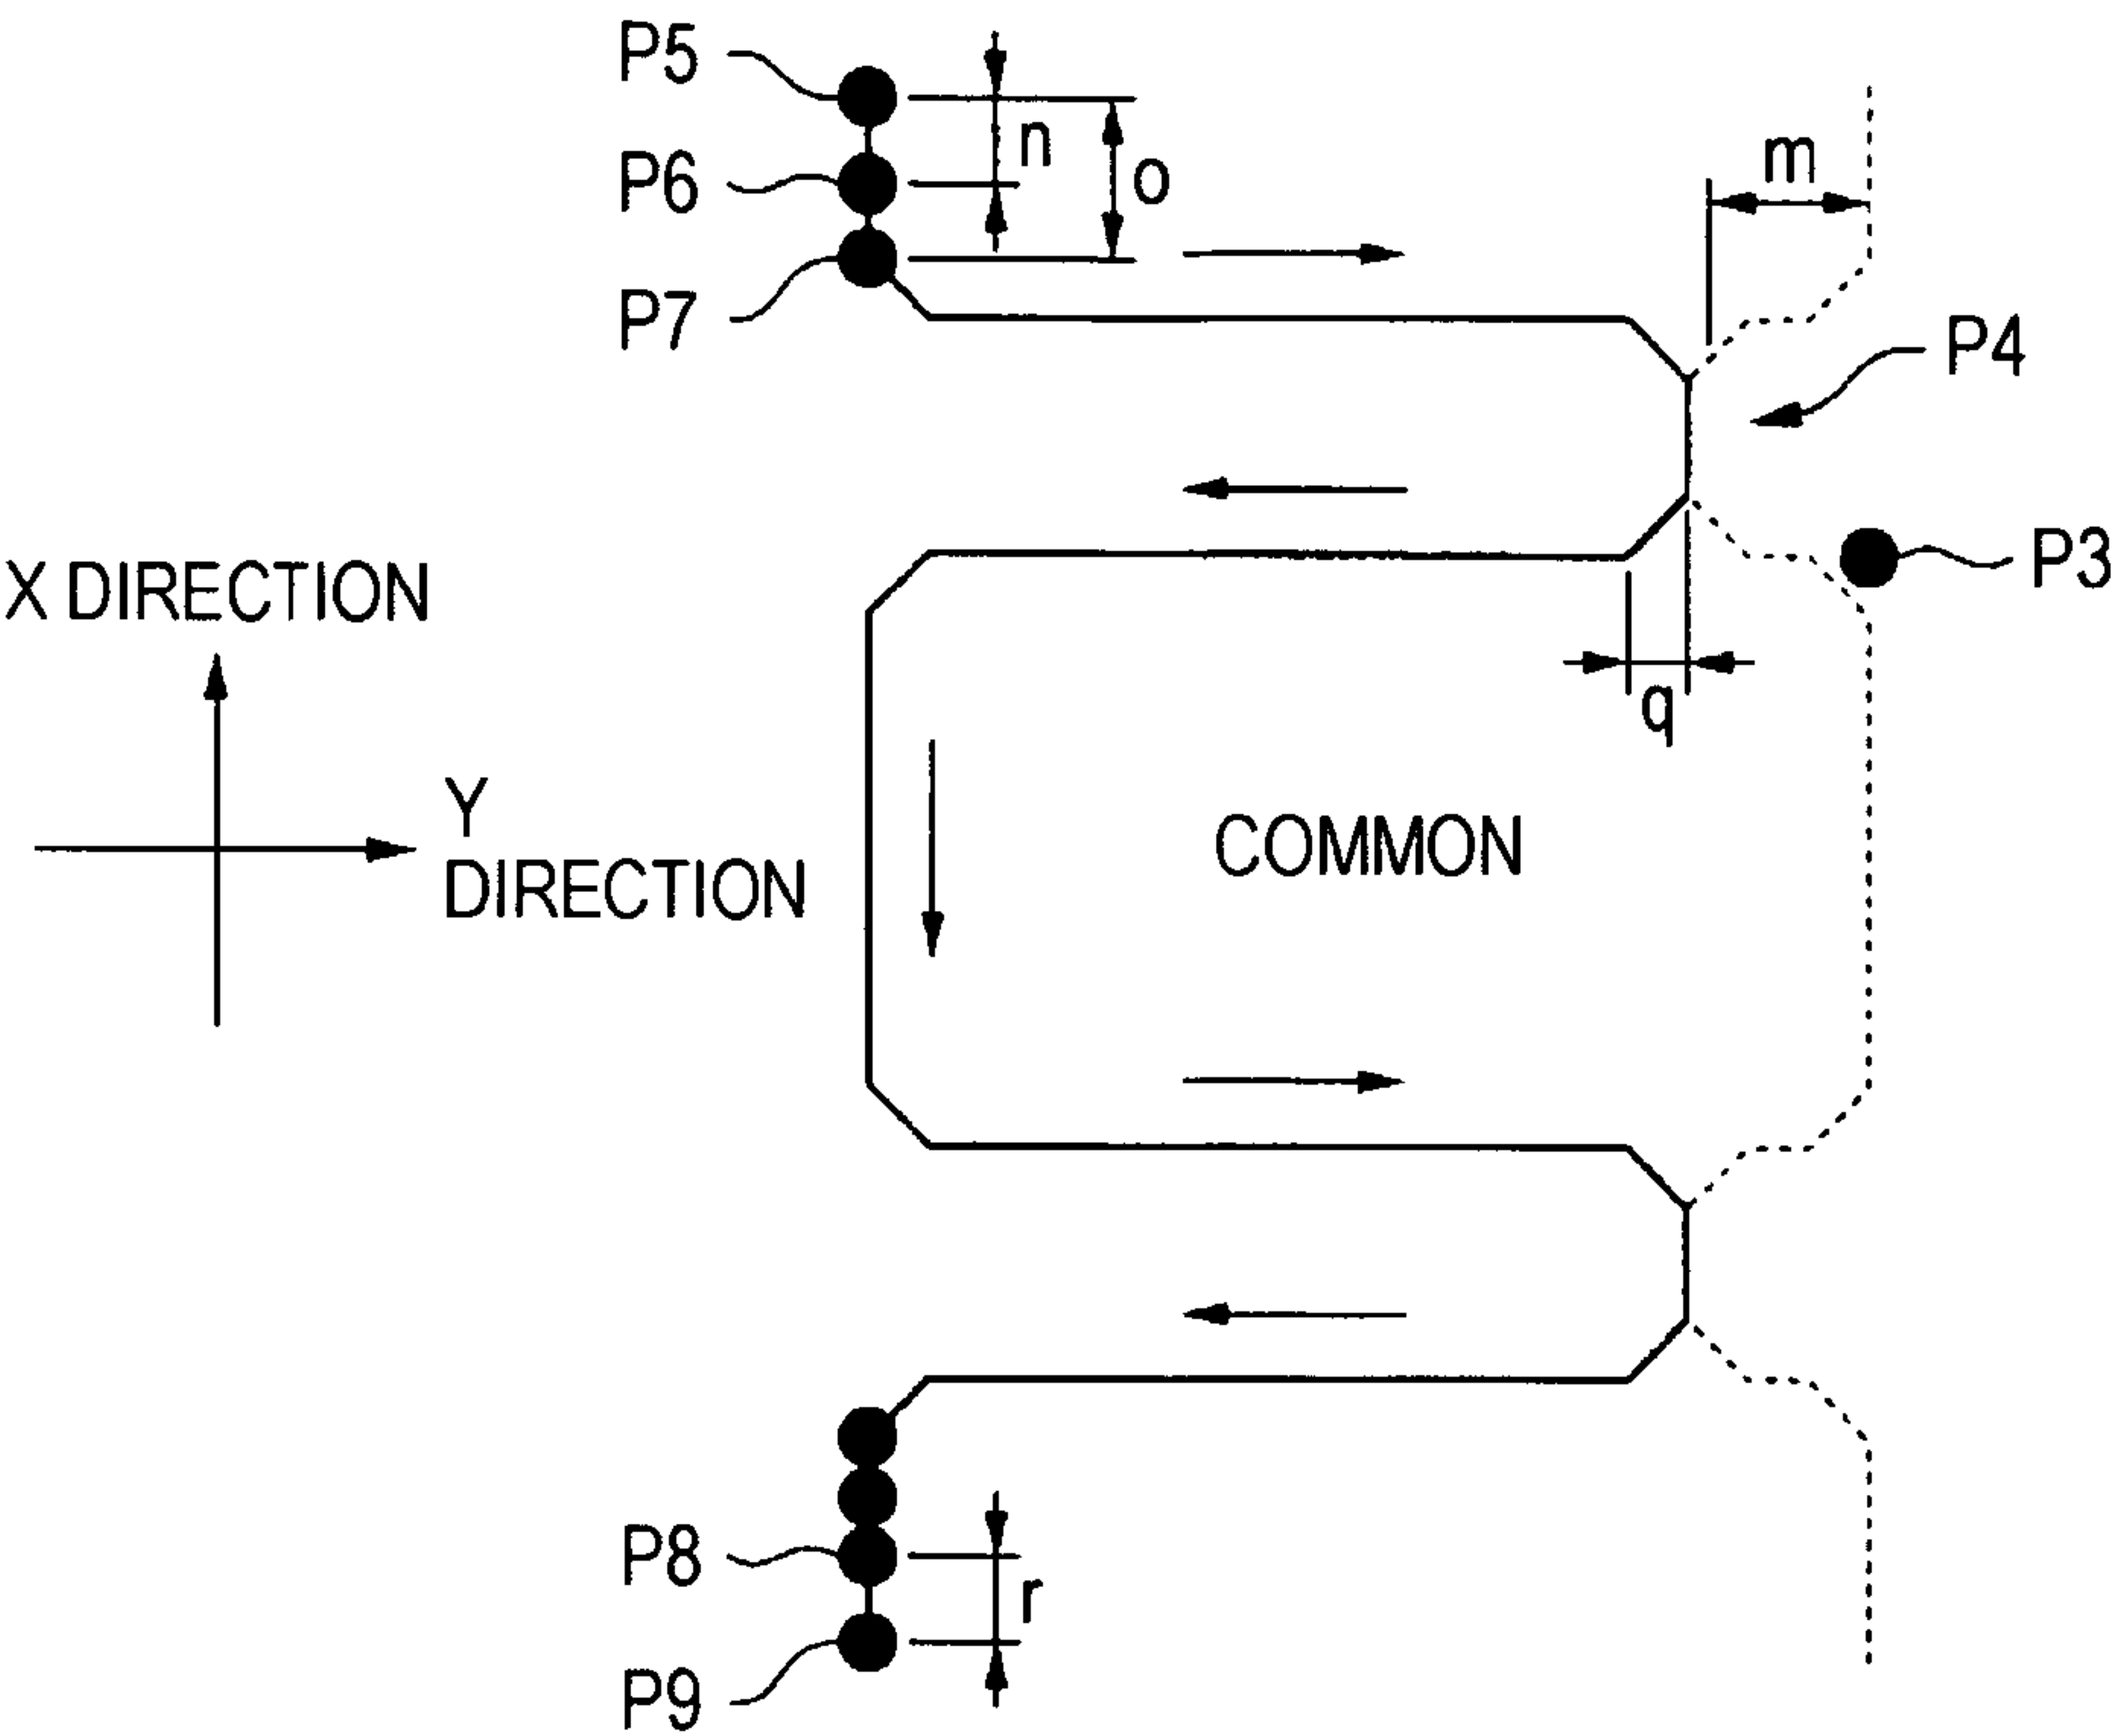 P5
n
P6
o
m
P7
P4
P3
X DIRECTION
q
Y
DIRECTION
COMMON
P8
r
P9